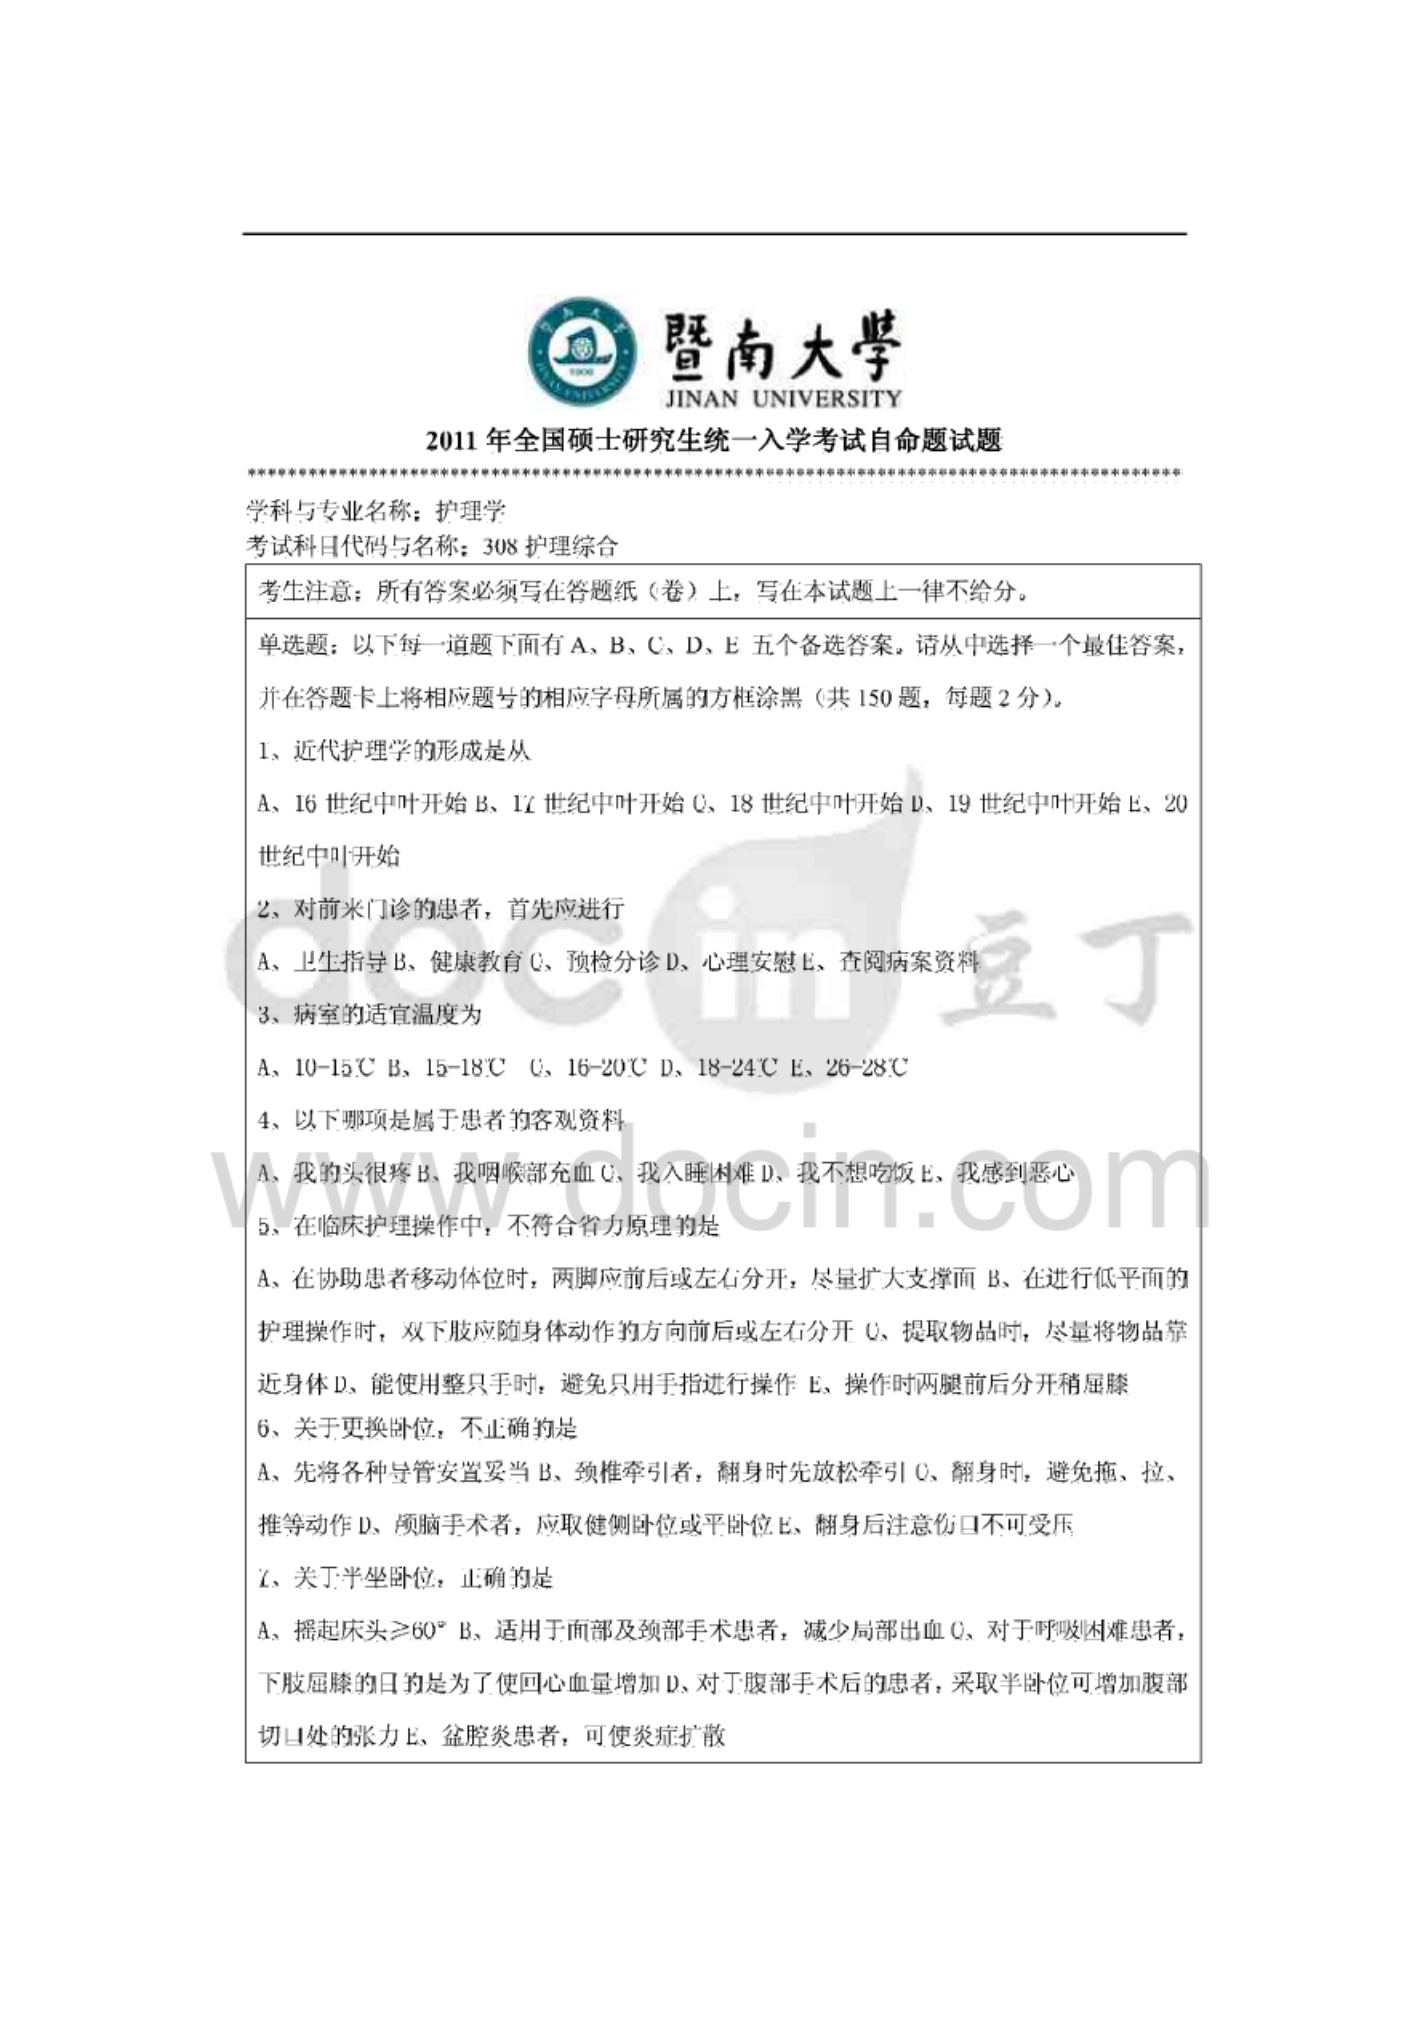 暨南大學
JINAN UNIVERSITY
2011 年全国硕士研究生统一入学考试自命题试题
********************************************************************************************
学科与专业名称：护理学
考试科目代码与名称：308 护理综合
考生注意：所有答案必须写在答题纸（卷）上，写在本试题上一律不给分。
单选题：以下每一道题下面有 A、B、C、D、E 五个备选答案。请从中选择一个最佳答案，
并在答题卡上将相应题号的相应字母所属的方框涂黑（共 150 题，每题 2 分）。
1、近代护理学的形成是从
A、16 世纪中叶开始 B、17 世纪中叶开始 C、18 世纪中叶开始 D、19 世纪中叶开始 E、20
世纪中叶开始
2、对前来门诊的患者，首先应进行
A、卫生指导 B、健康教育 C、预检分诊 D、心理安慰 E、查阅病案资料
3、病室的适宜温度为
A、10-15℃ B、15-18℃ C、16-20℃ D、18-24℃ E、26-28℃
4、以下哪项是属于患者的客观资料
A、我的头很疼 B、我咽喉部充血 C、我入睡困难 D、我不想吃饭 E、我感到恶心
5、在临床护理操作中，不符合省力原理的是
A、在协助患者移动体位时，两脚应前后或左右分开，尽量扩大支撑面 B、在进行低平面的
护理操作时，双下肢应随身体动作的方向前后或左右分开 C、提取物品时，尽量将物品靠
近身体 D、能使用整只手时，避免只用手指进行操作 E、操作时两腿前后分开稍屈膝
6、关于更换卧位，不正确的是
A、先将各种导管安置妥当 B、颈椎牵引者，翻身时先放松牵引 C、翻身时，避免拖、拉、
推等动作 D、颅脑手术者，应取健侧卧位或平卧位 E、翻身后注意伤口不可受压
7、关于半坐卧位，正确的是
A、摇起床头≥60° B、适用于面部及颈部手术患者，减少局部出血 C、对于呼吸困难患者，
下肢屈膝的目的是为了使回心血量增加 D、对于腹部手术后的患者，采取半卧位可增加腹部
切口处的张力 E、盆腔炎患者，可使炎症扩散
docin 豆丁
www.docin.com